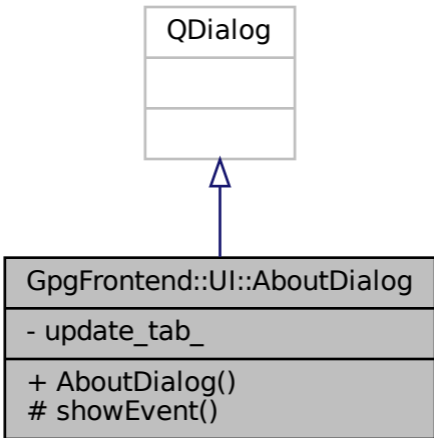 QDialog
GpgFrontend::UI::AboutDialog
- update_tab_
+ AboutDialog()
# showEvent()